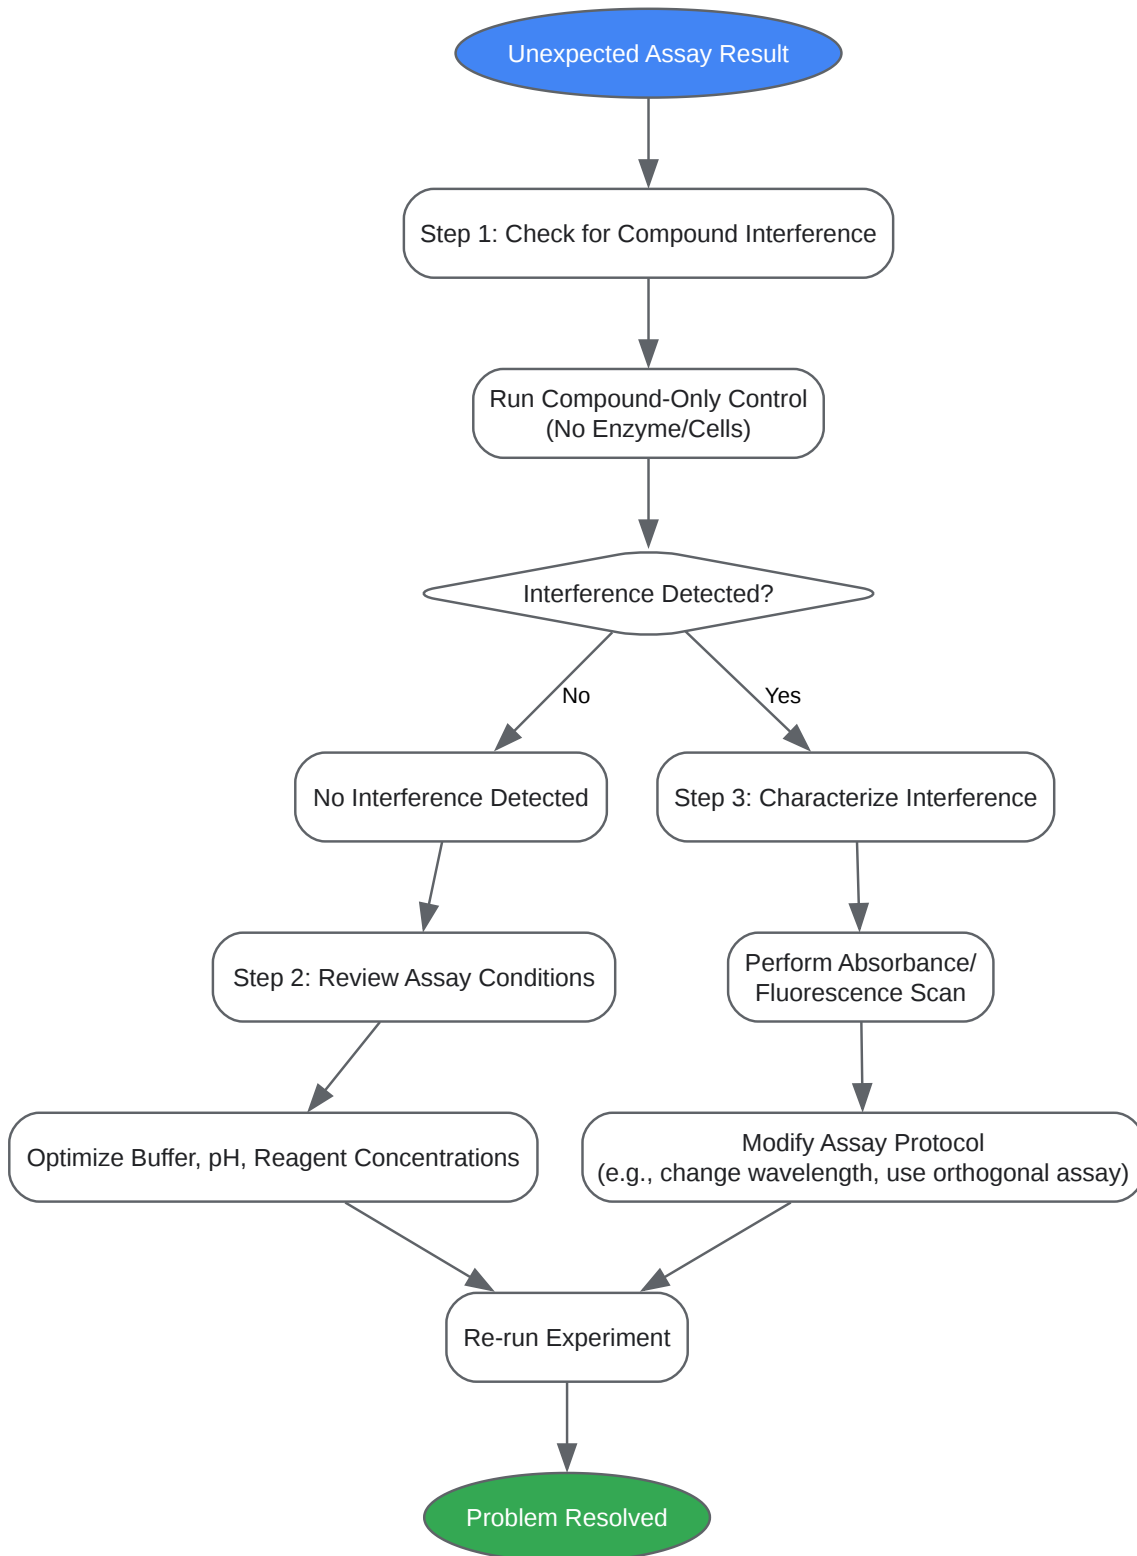 Unexpected Assay Result
Step 1: Check for Compound Interference
Run Compound-Only Control
(No Enzyme/Cells)
Interference Detected?
No
Yes
No Interference Detected
Step 3: Characterize Interference
Step 2: Review Assay Conditions
Perform Absorbance/
Fluorescence Scan
Optimize Buffer, pH, Reagent Concentrations
Modify Assay Protocol
(e.g., change wavelength, use orthogonal assay)
Re-run Experiment
Problem Resolved